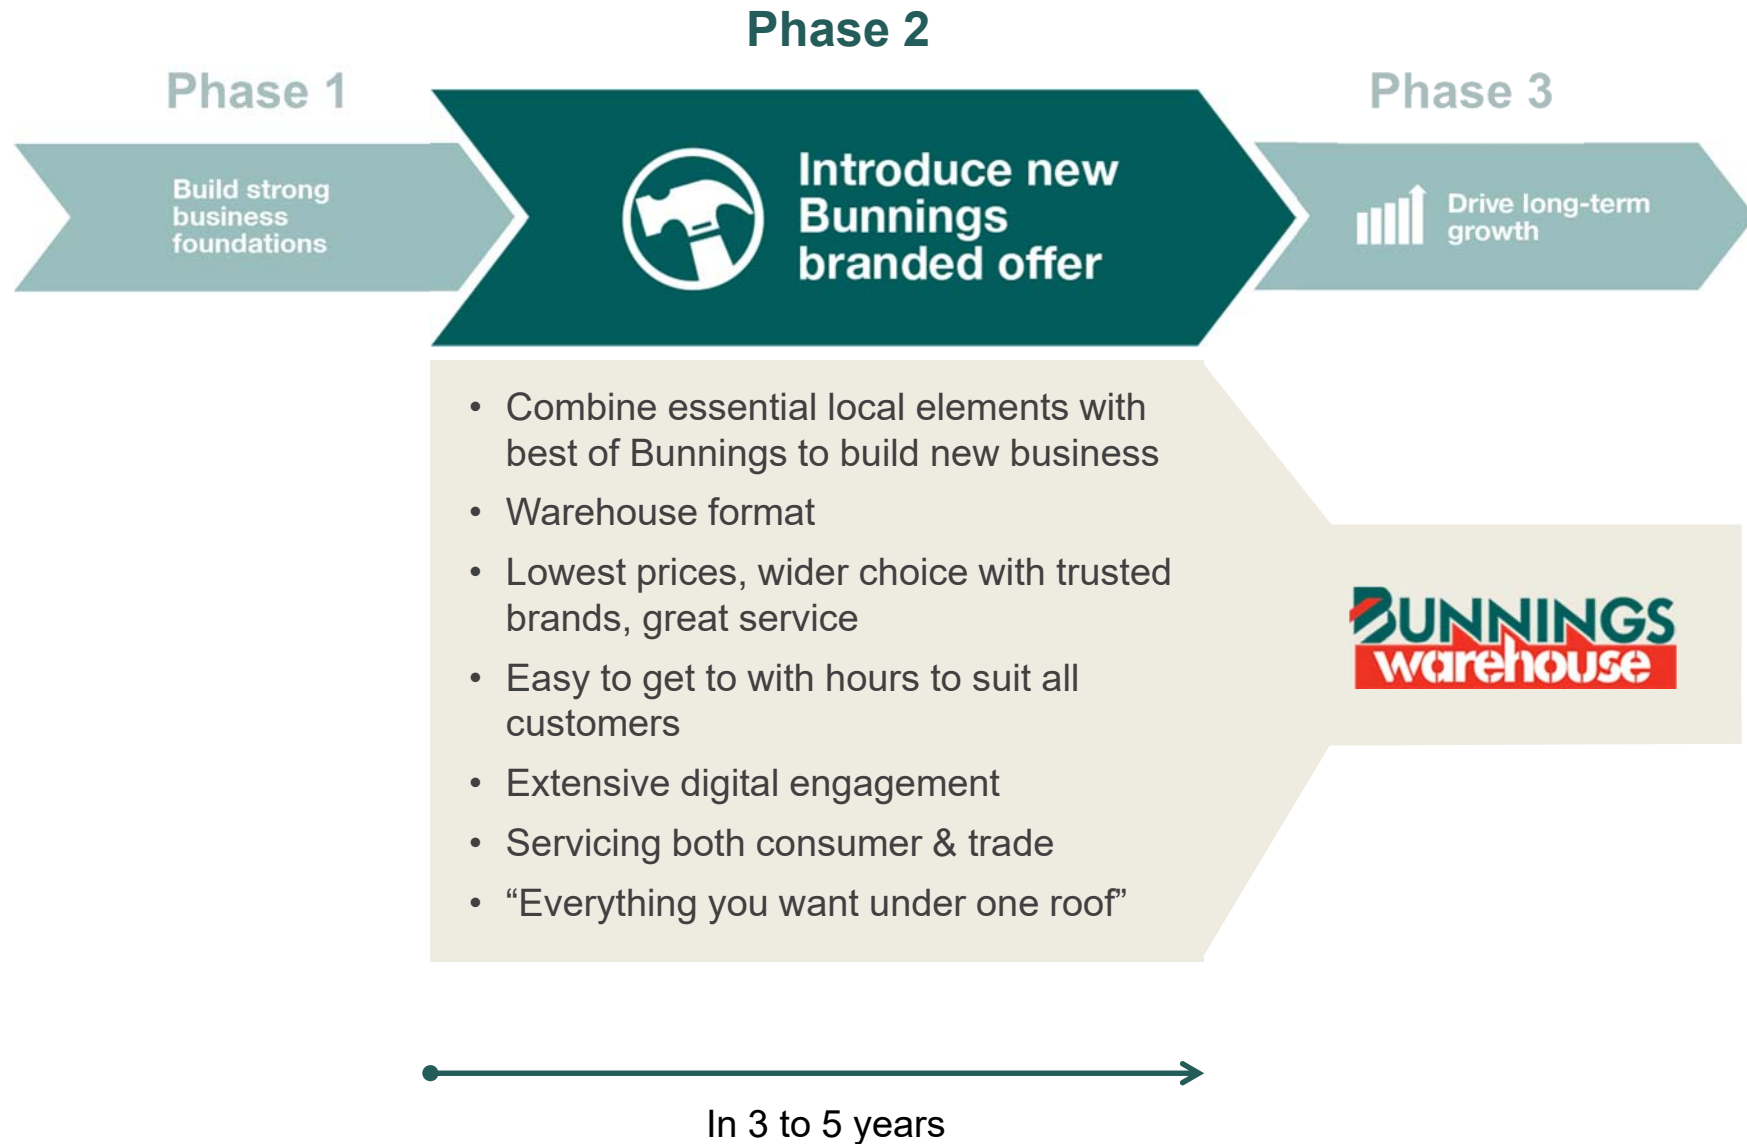 Phase 2
Phase 1
Phase 3
Build strong
business
foundations
Introduce new
Bunnings
branded offer
Drive long-term
growth
• Combine essential local elements with
best of Bunnings to build new business
• Warehouse format
• Lowest prices, wider choice with trusted
brands, great service
• Easy to get to with hours to suit all
customers
• Extensive digital engagement
• Servicing both consumer & trade
• “Everything you want under one roof”
BUNNINGS
warehouse
In 3 to 5 years